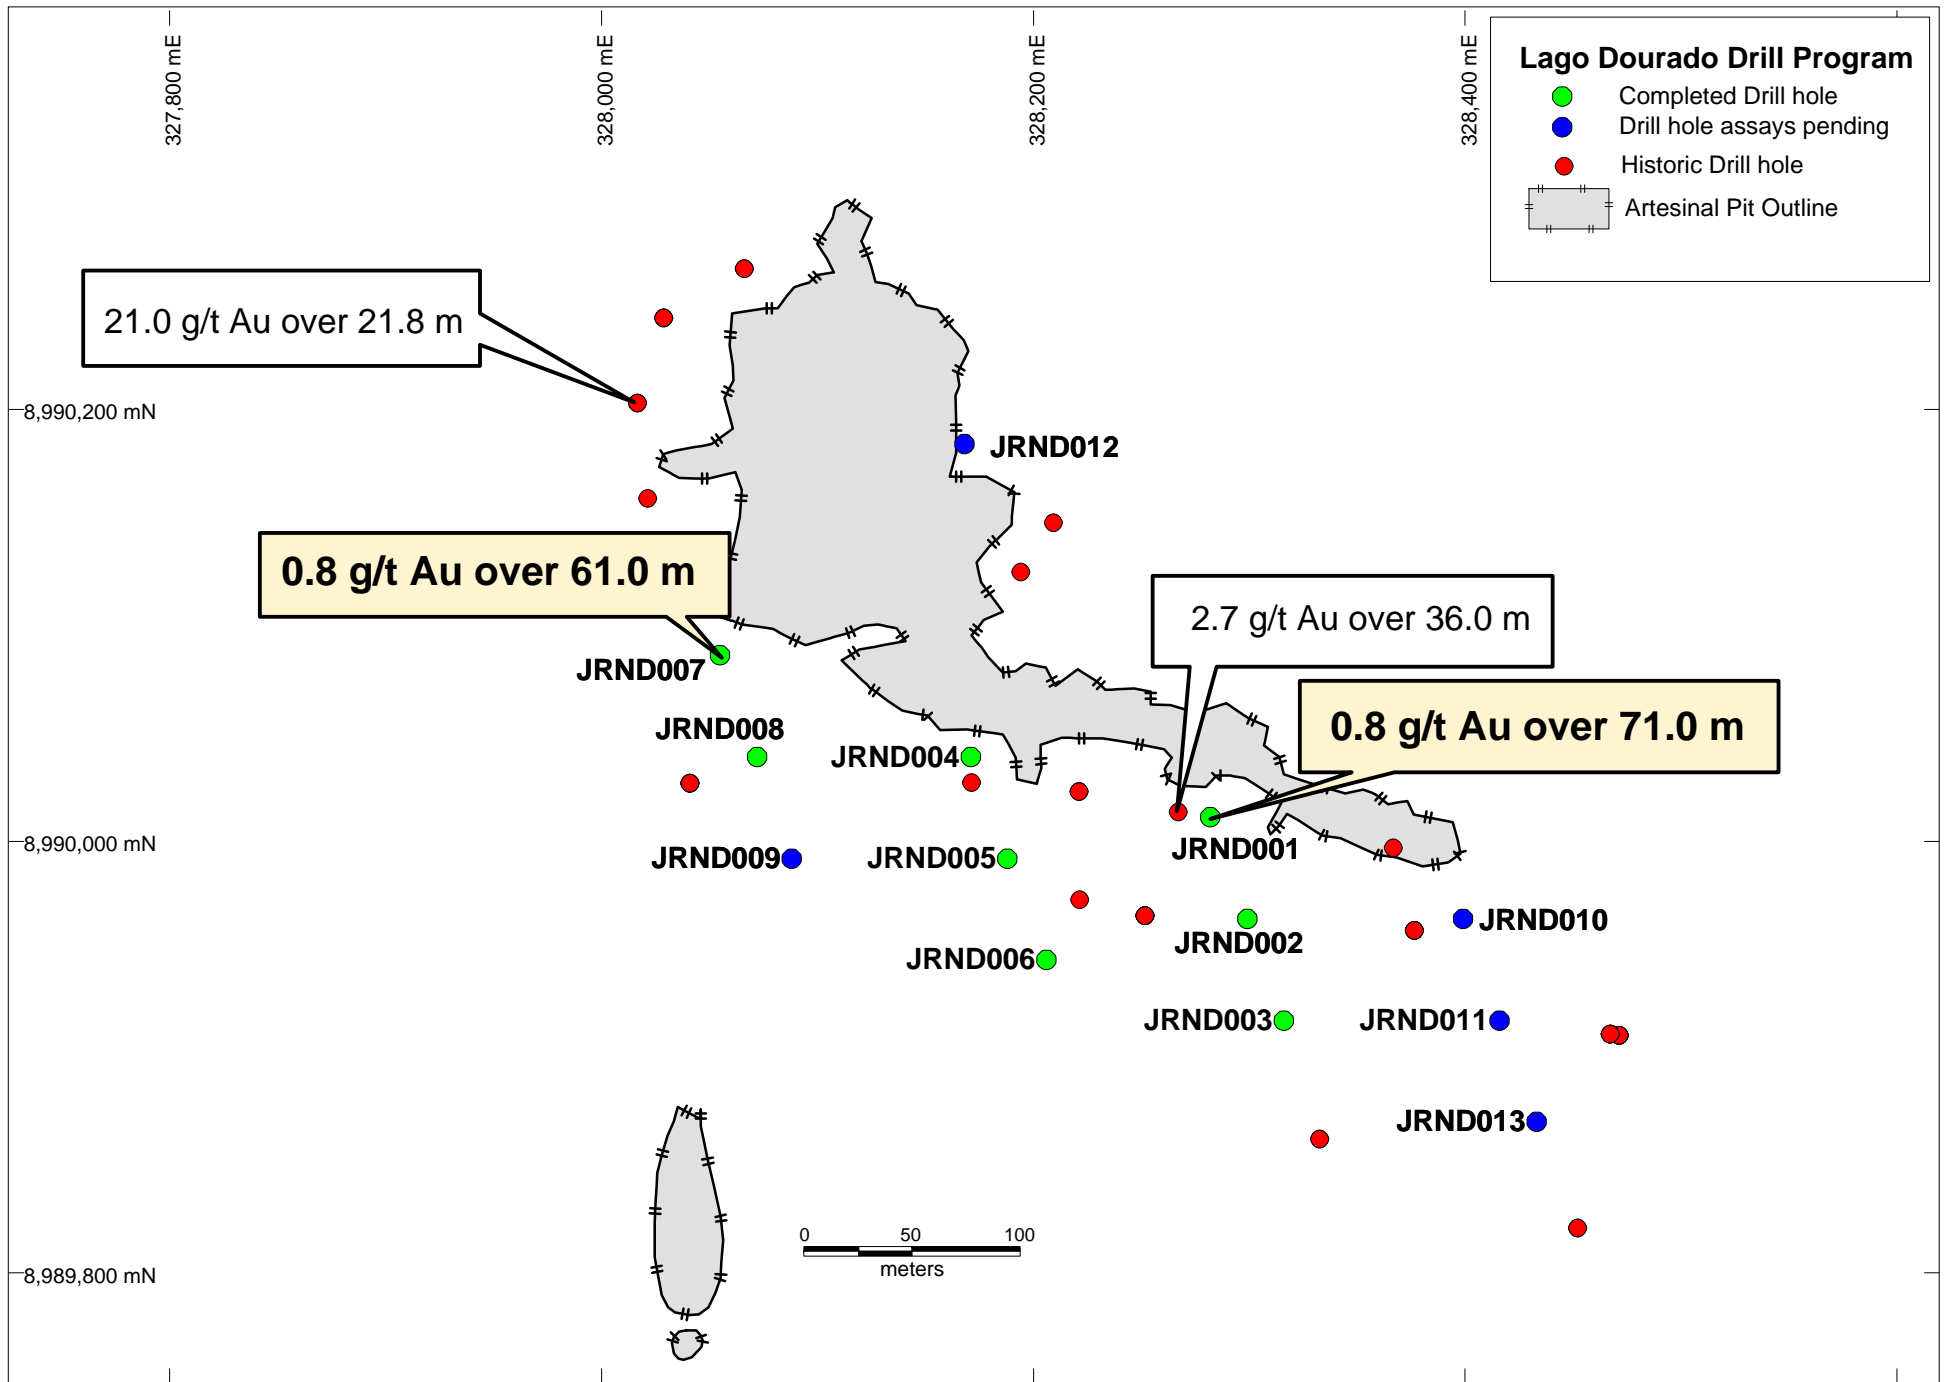 327,800 mE
328,000 mE
328,200 mE
328,400 mE
Lago Dourado Drill Program
Completed Drill hole
Drill hole assays pending
Historic Drill hole
Artesinal Pit Outline
21.0 g/t Au over 21.8 m
8,990,200 mN
JRND012
0.8 g/t Au over 61.0 m
2.7 g/t Au over 36.0 m
JRND007
JRND008
JRND004
0.8 g/t Au over 71.0 m
8,990,000 mN
JRND009
JRND005
JRND001
JRND006
JRND002
JRND010
JRND003
JRND011
JRND013
0 50 100
meters
8,989,800 mN